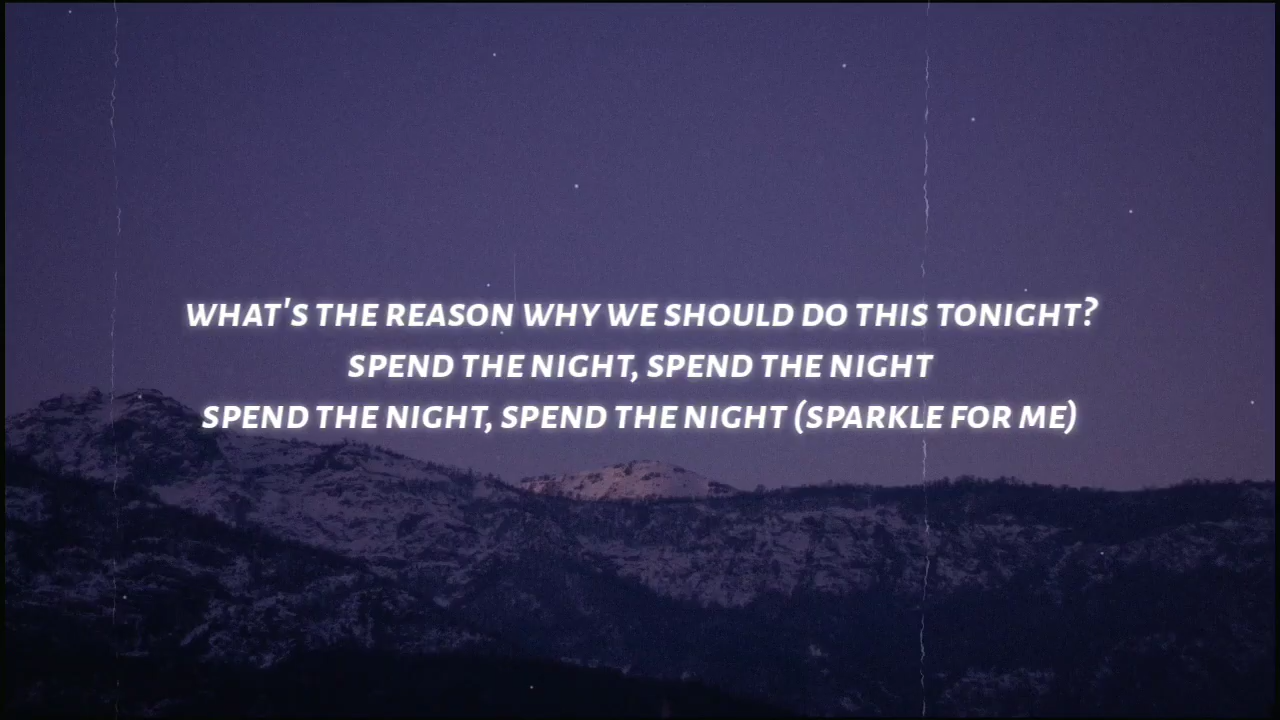 WHAT'S THE REASON WHY WE SHOULD DO THIS TONIGHT?
SPEND THE NIGHT, SPEND THE NIGHT
SPEND THE NIGHT, SPEND THE NIGHT (SPARKLE FOR ME)